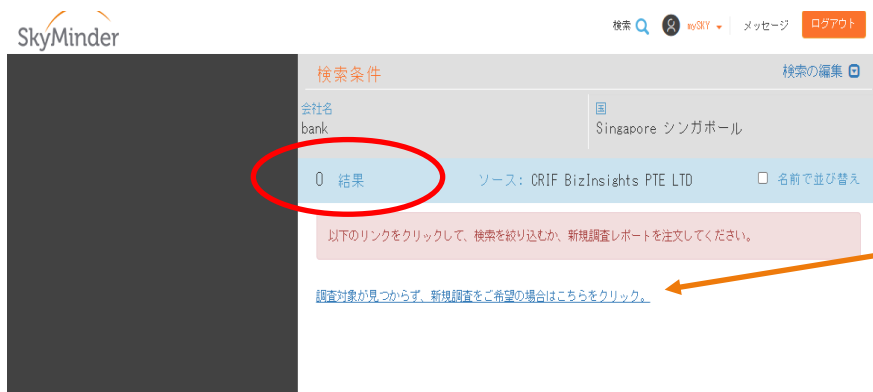 SkyMinder
検索 mySKY メッセージ ログアウト
検索条件 検索の編集
会社名 国
bank Singapore シンガポール
0 結果 ソース: CRIF BizInsights PTE LTD 名前で並び替え
以下のリンクをクリックして、検索を絞り込むか、新規調査レポートを注文してください。
調査対象が見つからず、新規調査をご希望の場合はこちらをクリック。